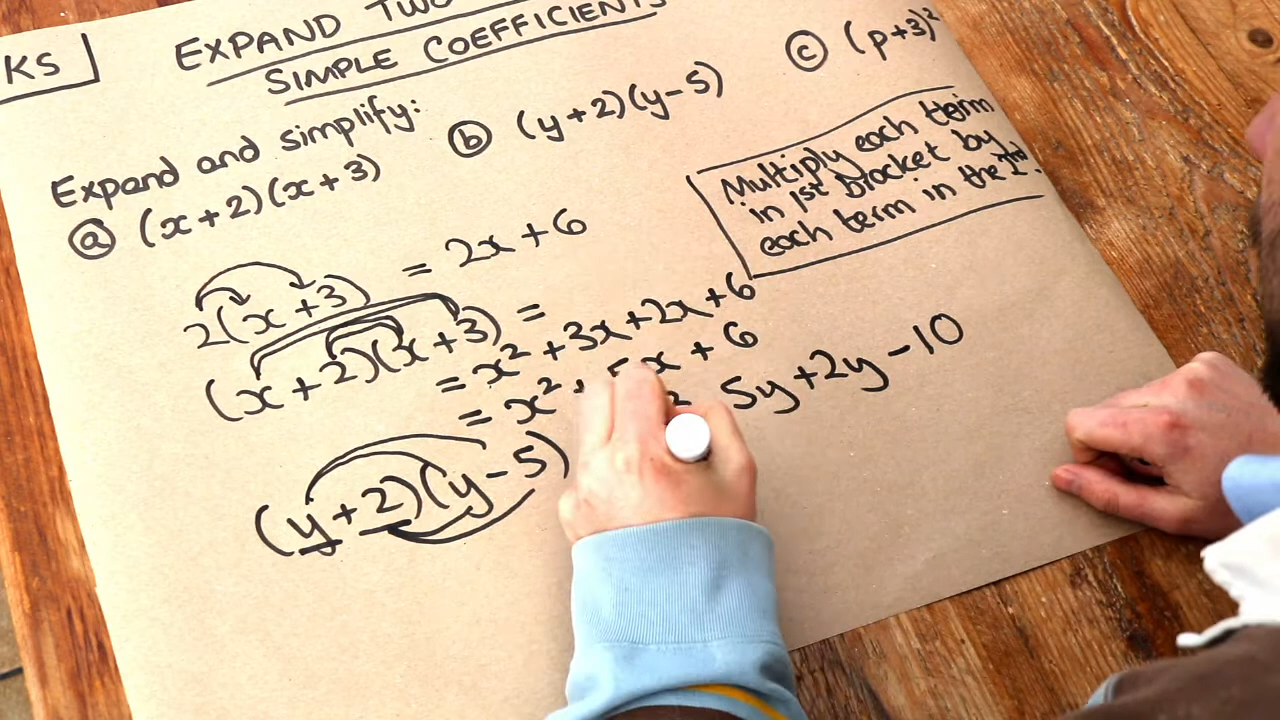 KS
EXPAND TWO
SIMPLE COEFFICIENTS
Expand and simplify:
ⓐ (x+2)(x+3)
ⓑ (y+2)(y-5)
ⓒ (p+3)²
Multiply each term
in 1st bracket by
each term in the 2nd.
2(x+3) = 2x+6
(x+2)(x+3) =
= x²+3x+2x+6
= x²+5x+6
(y+2)(y-5)
5y+2y-10